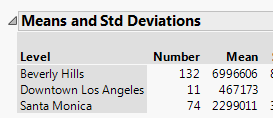 Means and Std Deviations
Level Number Mean
Beverly Hills 132 6996606
Downtown Los Angeles 11 467173
Santa Monica 74 2299011